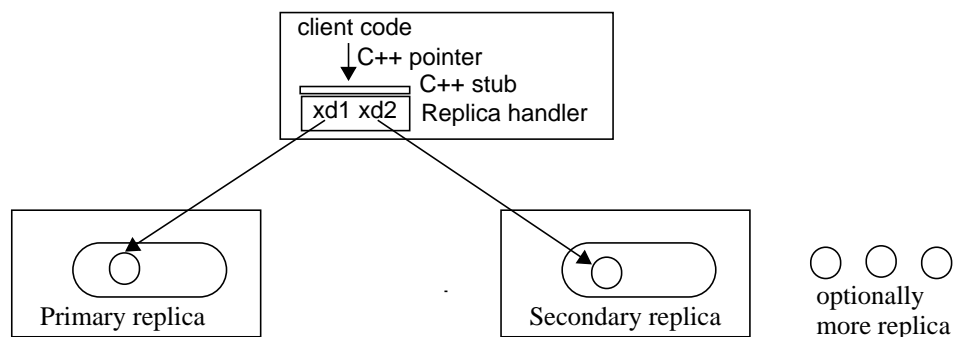 client code
C++ pointer
C++ stub
xd1 xd2 Replica handler
Primary replica
Secondary replica
optionally
more replica